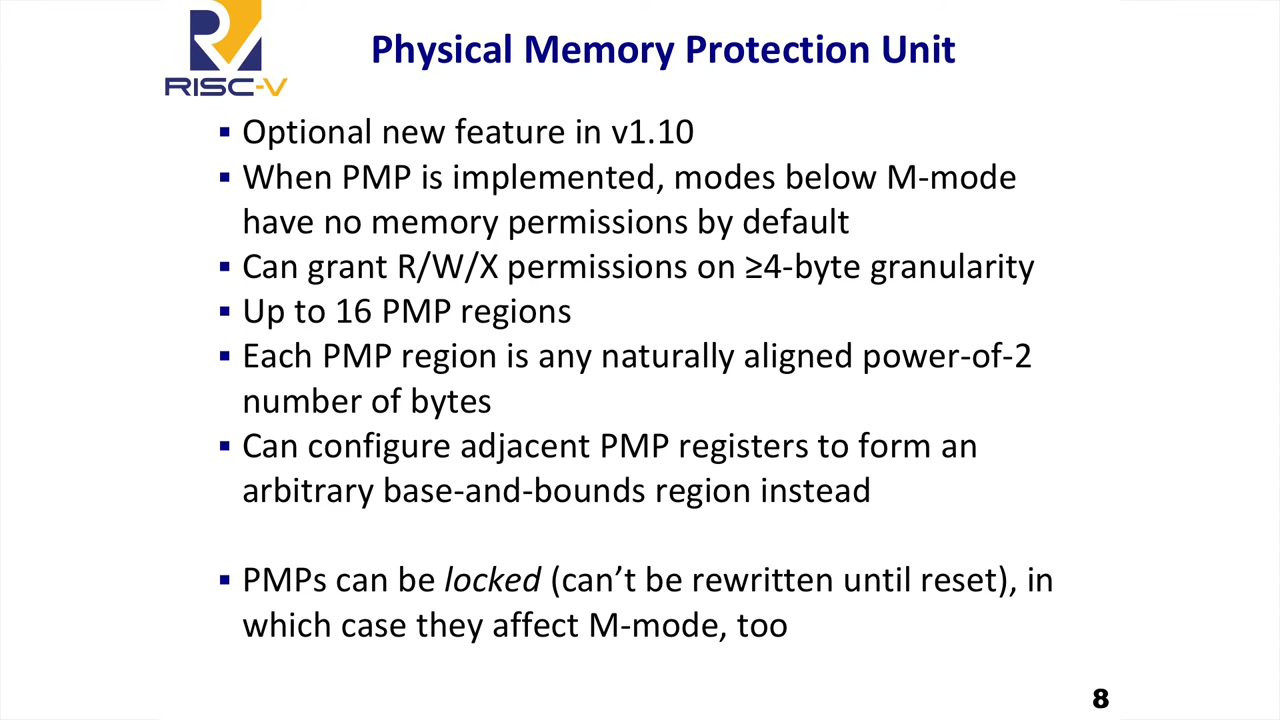 RISC-V
Physical Memory Protection Unit
▪ Optional new feature in v1.10
▪ When PMP is implemented, modes below M-mode
have no memory permissions by default
▪ Can grant R/W/X permissions on ≥4-byte granularity
▪ Up to 16 PMP regions
▪ Each PMP region is any naturally aligned power-of-2
number of bytes
▪ Can configure adjacent PMP registers to form an
arbitrary base-and-bounds region instead
▪ PMPs can be locked (can’t be rewritten until reset), in
which case they affect M-mode, too
8